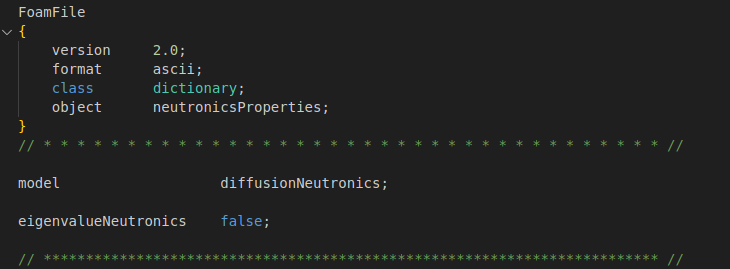 FoamFile
{
    version     2.0;
    format      ascii;
    class       dictionary;
    object      neutronicsProperties;
}
// * * * * * * * * * * * * * * * * * * * * * * * * * * * * * * * * * * * * * //
model                   diffusionNeutronics;
eigenvalueNeutronics    false;
// ************************************************************************* //